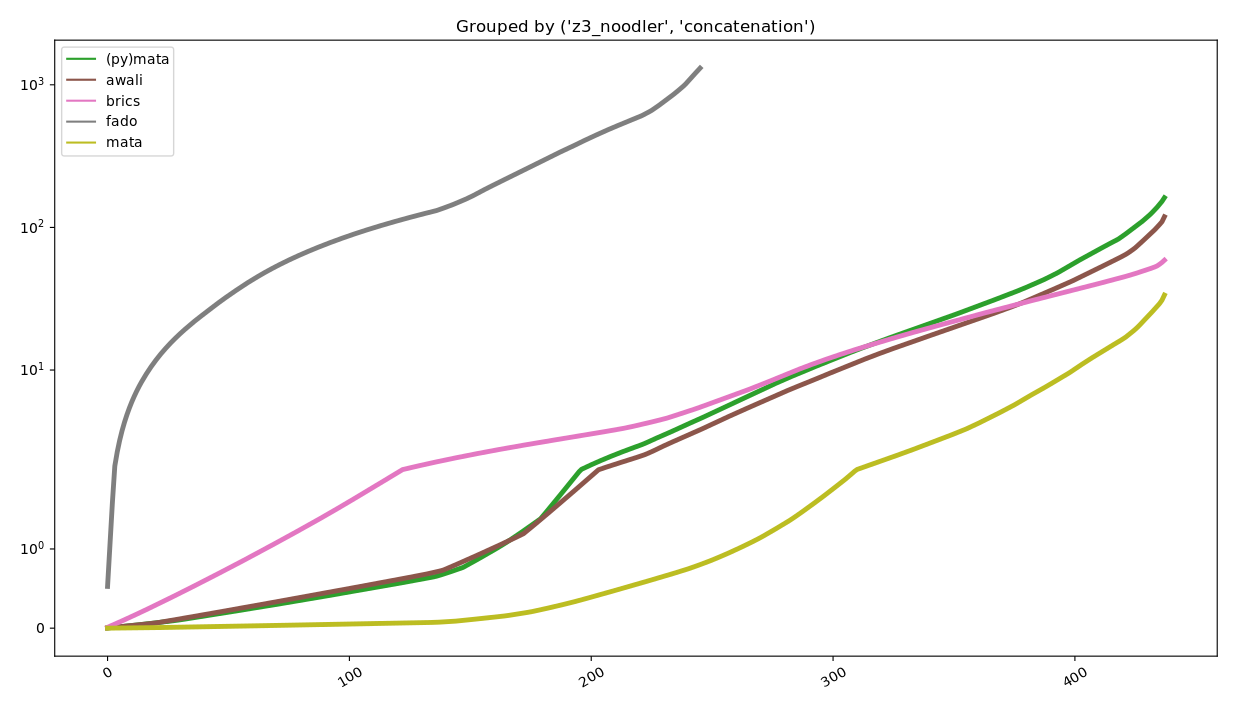 Grouped by ('z3_noodler', 'concatenation')
(py)mata
awali
brics
fado
mata
10³
10²
10¹
10⁰
0
0
100
200
300
400